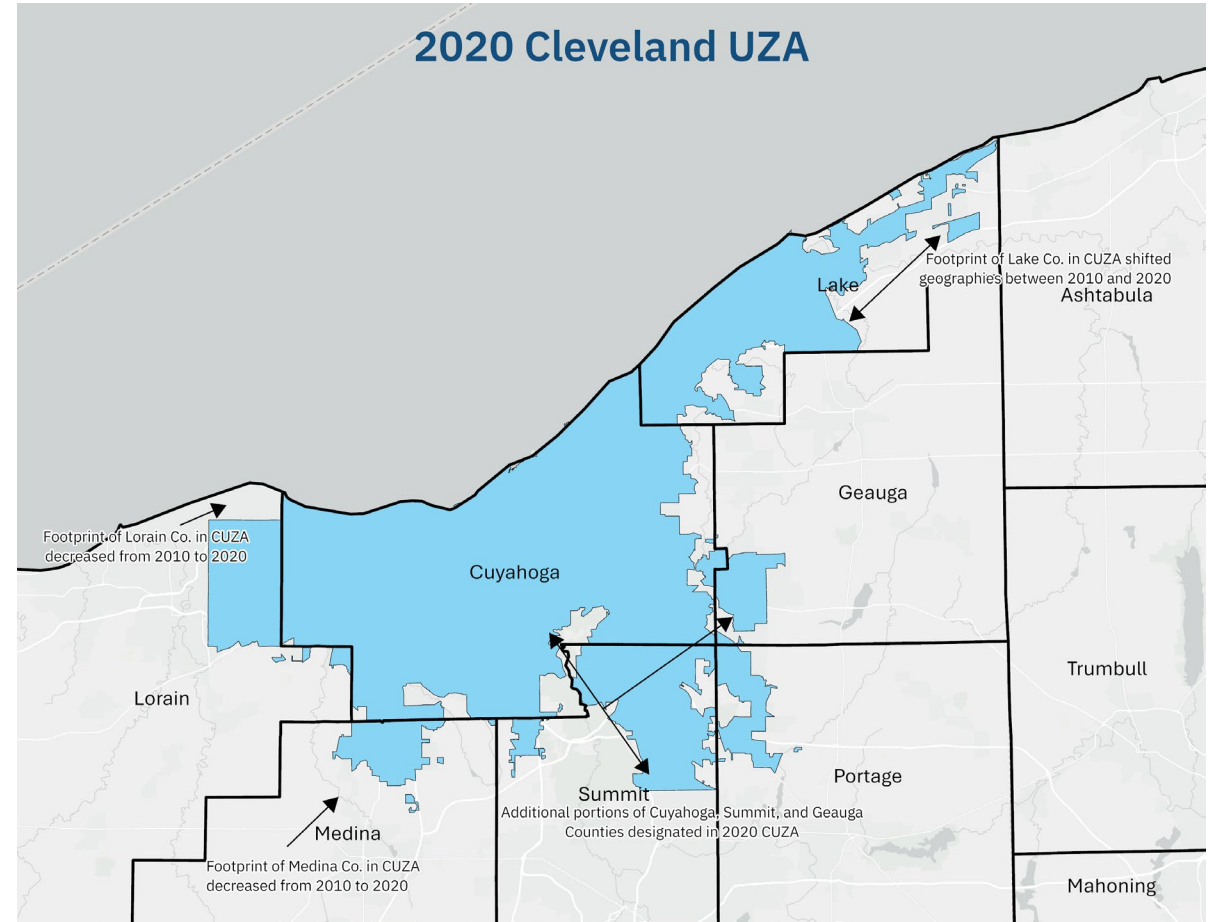 2020 Cleveland UZA
Footprint of Lake Co. in CUZA shifted
geographies between 2010 and 2020
Lake
Ashtabula
Geauga
Footprint of Lorain Co. in CUZA
decreased from 2010 to 2020
Cuyahoga
Trumbull
Lorain
Portage
Summit
Additional portions of Cuyahoga, Summit, and Geauga
Counties designated in 2020 CUZA
Medina
Footprint of Medina Co. in CUZA
decreased from 2010 to 2020
Mahoning